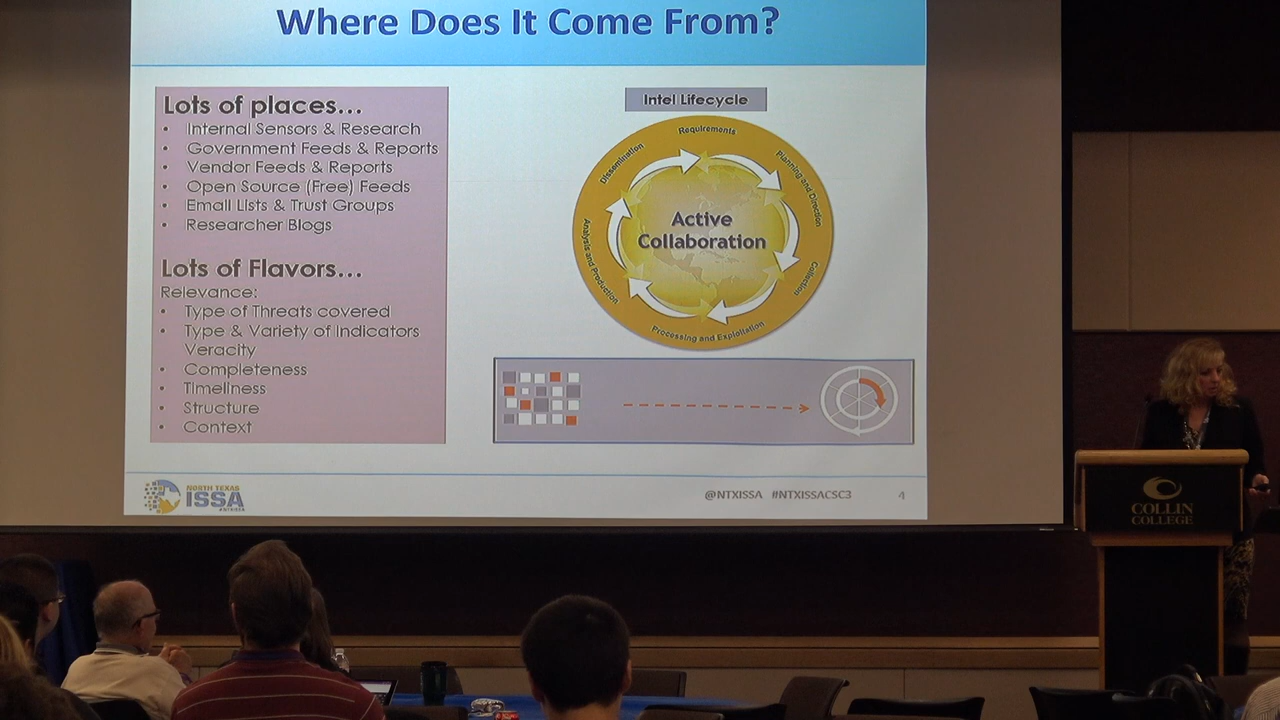 Where Does It Come From?
Lots of places...
• Internal Sensors & Research
• Government Feeds & Reports
• Vendor Feeds & Reports
• Open Source (Free) Feeds
• Email Lists & Trust Groups
• Researcher Blogs
Lots of Flavors...
Relevance:
• Type of Threats covered
• Type & Variety of Indicators
Veracity
• Completeness
• Timeliness
• Structure
• Context
Intel Lifecycle
Requirements
Planning and Direction
Collection
Processing and Exploitation
Analysis and Production
Dissemination
Active
Collaboration
NORTH TEXAS
ISSA
#NTXISSA
@NTXISSA #NTXISSACSC3
4
COLLIN
COLLEGE